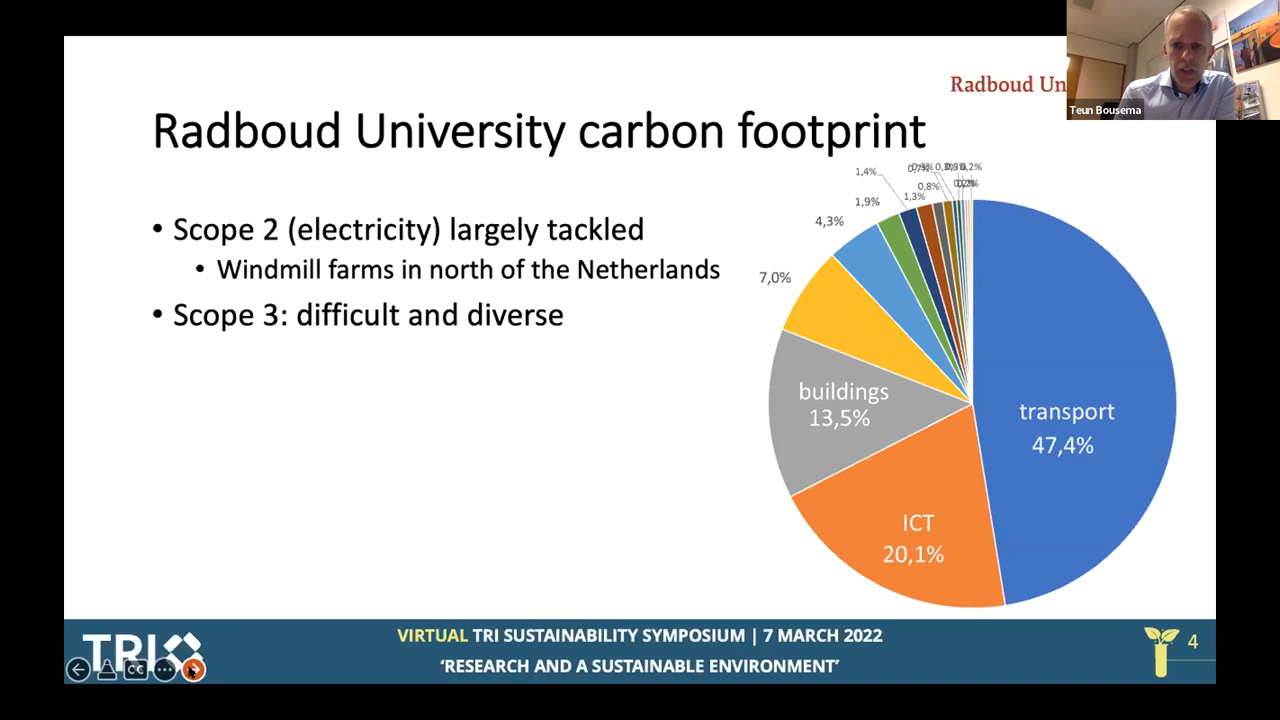 Radboud Un
Teun Bousema
Radboud University carbon footprint
• Scope 2 (electricity) largely tackled
• Windmill farms in north of the Netherlands
• Scope 3: difficult and diverse
0,2%
1,4%
0,8%
1,3%
1,9%
4,3%
7,0%
buildings
13,5%
transport
47,4%
ICT
20,1%
VIRTUAL TRI SUSTAINABILITY SYMPOSIUM | 7 MARCH 2022
‘RESEARCH AND A SUSTAINABLE ENVIRONMENT’
TRI
CC
4